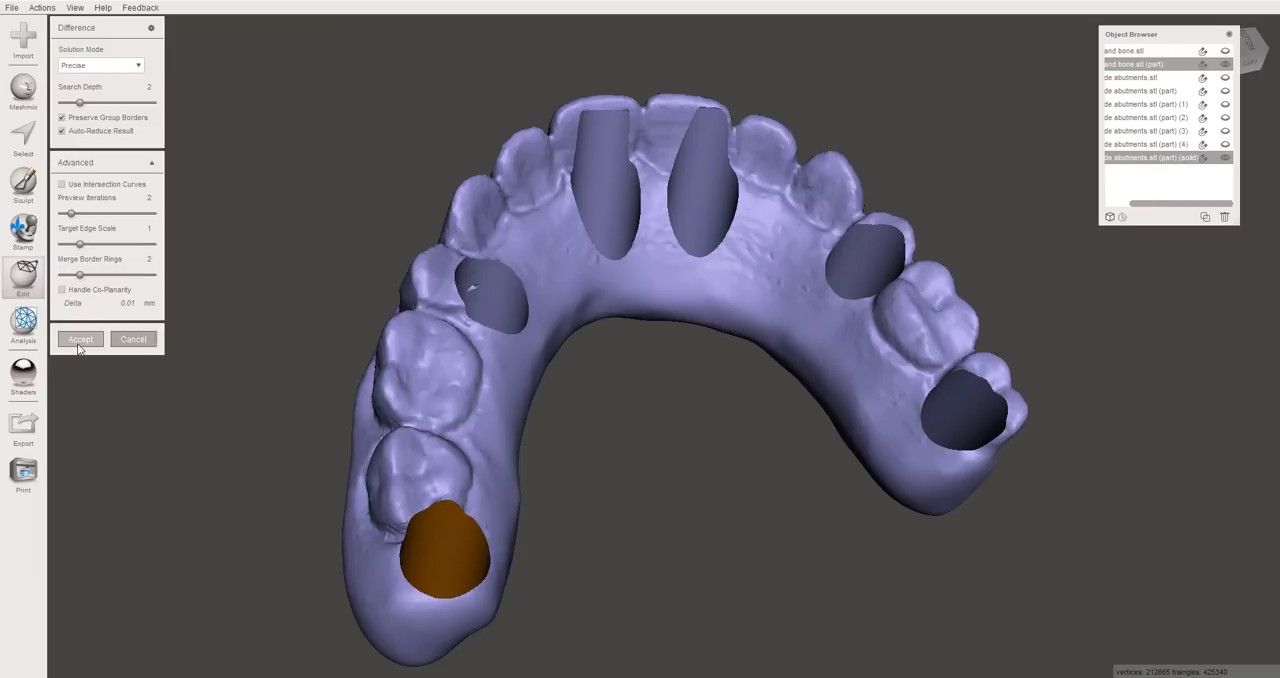 File Actions View Help Feedback
Import
Meshmix
Select
Sculpt
Stamp
Edit
Analysis
Shaders
Export
Print
Difference
Solution Mode
Precise
Search Depth 2
Preserve Group Borders
Auto-Reduce Result
Advanced
Use Intersection Curves
Preview Iterations 2
Target Edge Scale 1
Merge Border Rings 2
Handle Co-Planarity
Delta 0.01 mm
Accept Cancel
Object Browser
and bone.stl
and bone.stl (part)
de abutments.stl
de abutments.stl (part)
de abutments.stl (part) (1)
de abutments.stl (part) (2)
de abutments.stl (part) (3)
de abutments.stl (part) (4)
de abutments.stl (part) (solid)
vertices: 212665 triangles: 425340